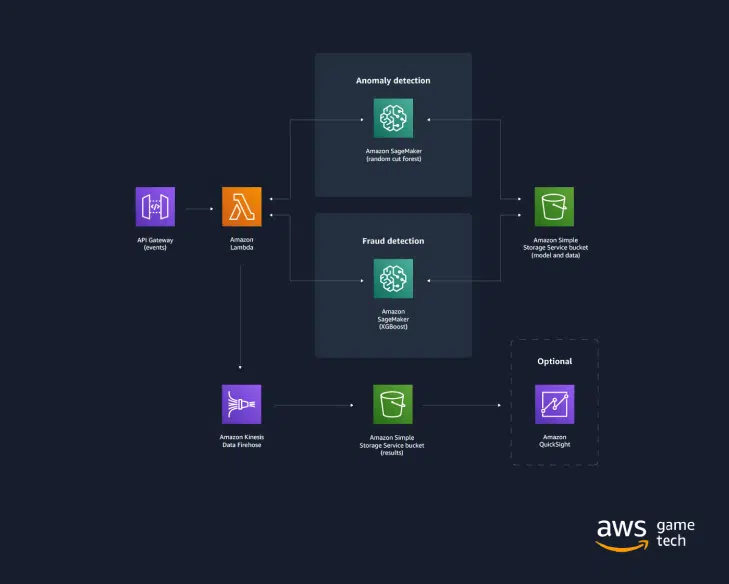 Anomaly detection
Amazon SageMaker
(random cut forest)
API Gateway
(events)
Amazon
Lambda
Fraud detection
Amazon
SageMaker
(XGBoost)
Amazon Simple
Storage Service bucket
(model and data)
Optional
Amazon Kinesis
Data Firehose
Amazon Simple
Storage Service bucket
(results)
Amazon
QuickSight
aws game
tech